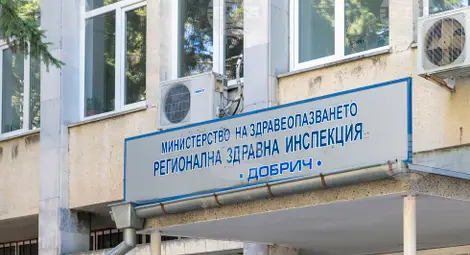 МИНИСТЕРСТВО НА ЗДРАВЕОПАЗВАНЕТО
РЕГИОНАЛНА ЗДРАВНА ИНСПЕКЦИЯ
• ДОБРИЧ •